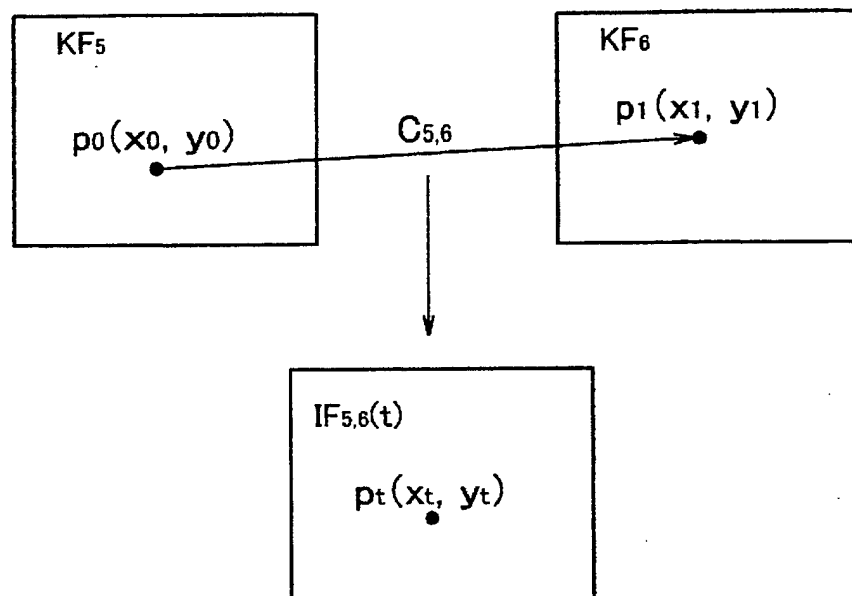 KF5
p0(x0, y0)
C5,6
KF6
p1(x1, y1)
IF5,6(t)
pt(xt, yt)